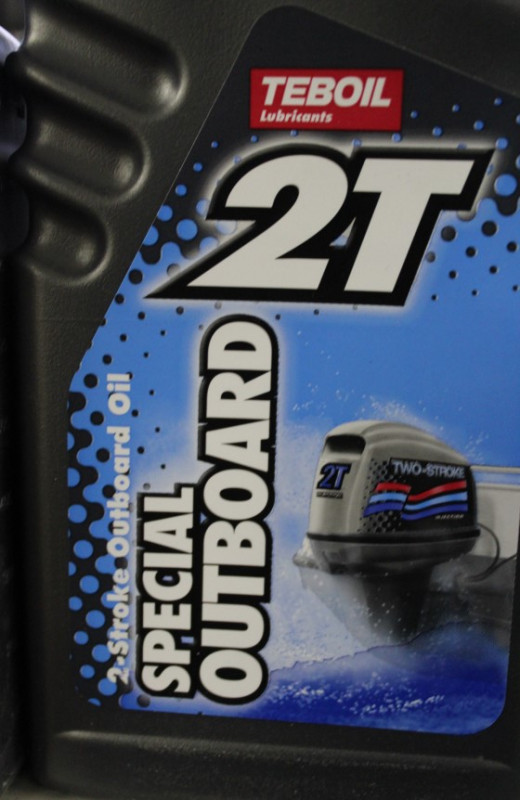 TEBOIL
Lubricants
2T
SPECIAL
OUTBOARD
2-Stroke Outboard Oil
2T
TWO-STROKE